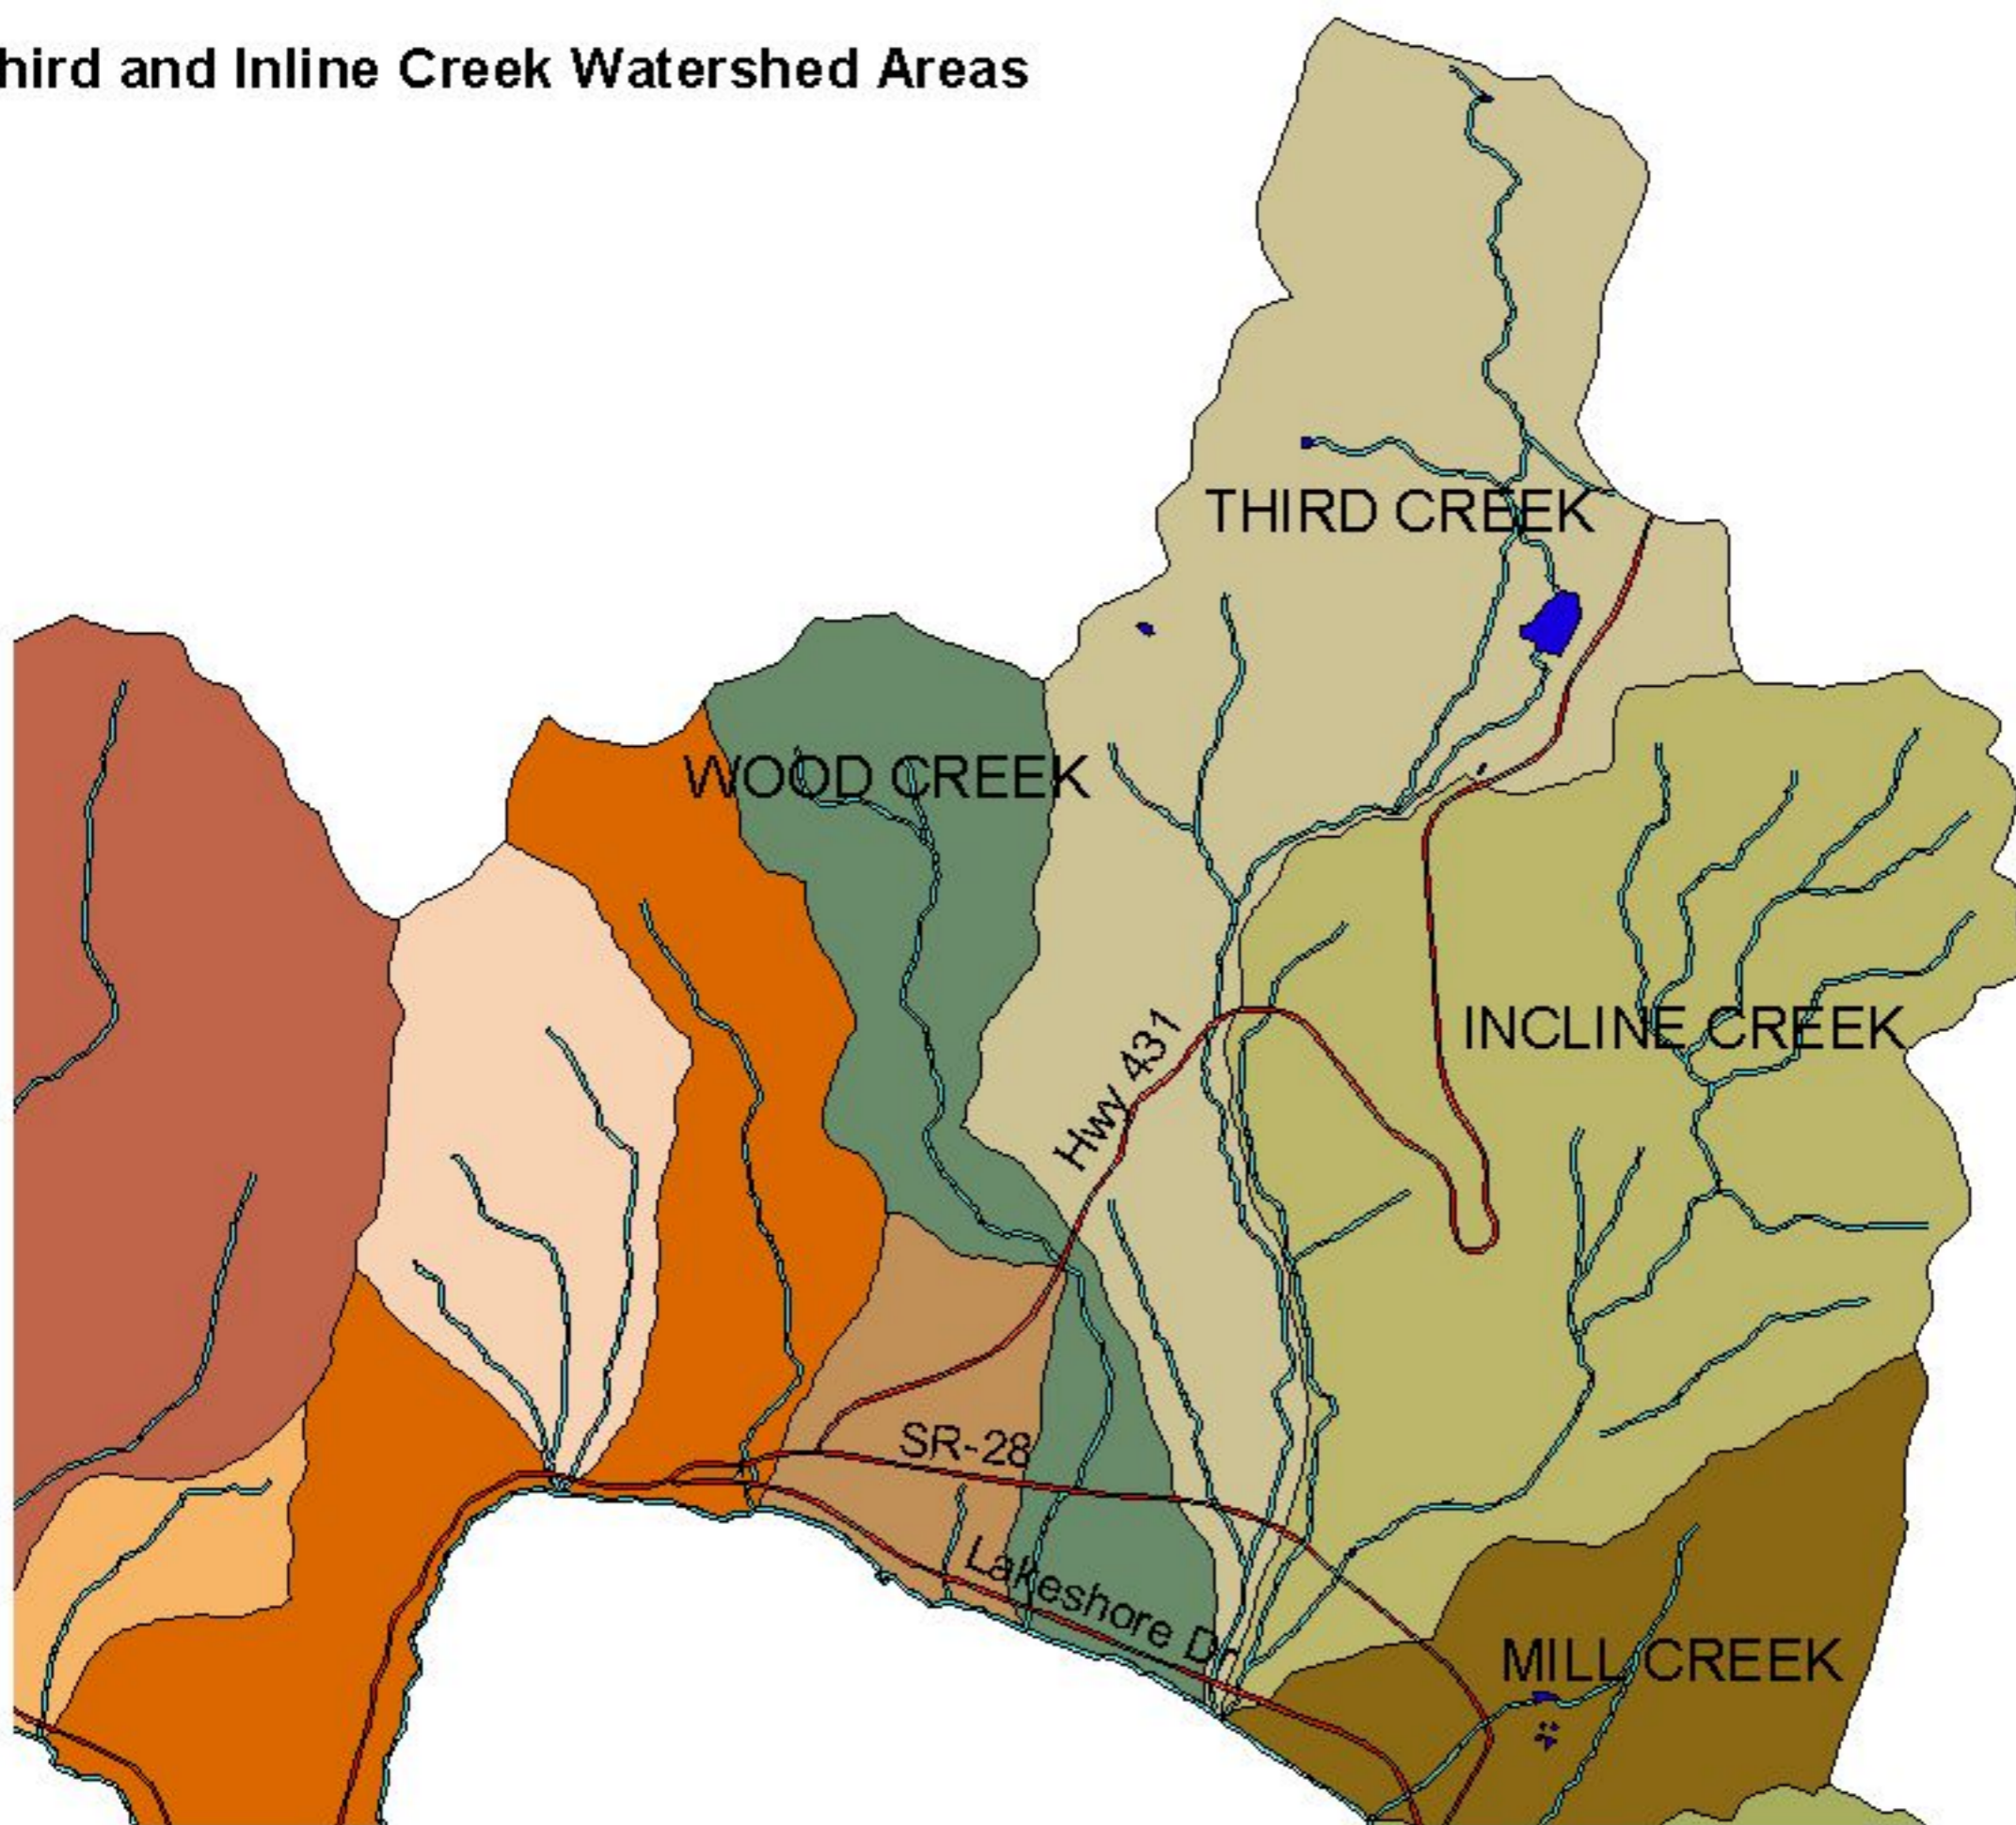 hird and Inline Creek Watershed Areas
THIRD CREEK
WOOD CREEK
INCLINE CREEK
Hwy 431
SR-28
Lakeshore Dr
MILL CREEK